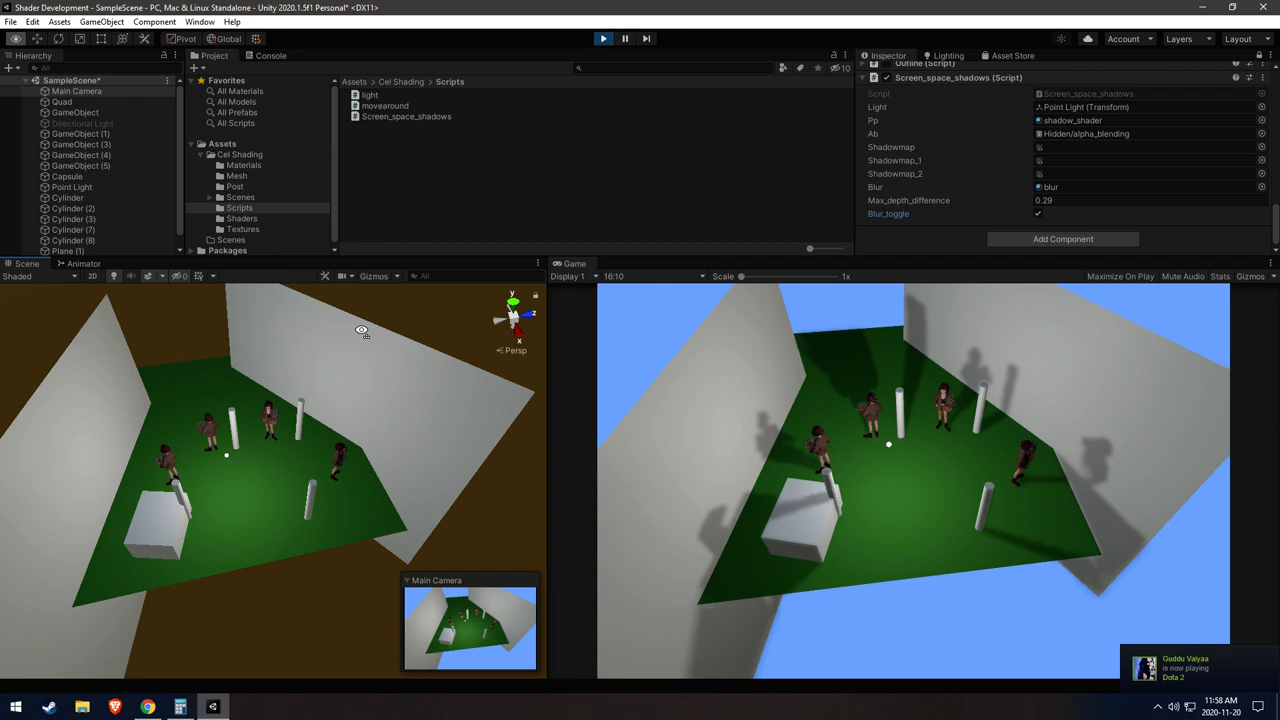 Shader Development - SampleScene - PC, Mac & Linux Standalone - Unity 2020.1.5f1 Personal* <DX11>
File Edit Assets GameObject Component Window Help
Pivot Global Account Layers Layout
Hierarchy
All
SampleScene*
Main Camera
Quad
GameObject
Directional Light
GameObject (1)
GameObject (3)
GameObject (4)
GameObject (5)
Capsule
Point Light
Cylinder
Cylinder (2)
Cylinder (3)
Cylinder (7)
Cylinder (8)
Plane (1)
Project Console
10
Favorites
All Materials
All Models
All Prefabs
All Scripts
Assets
Cel Shading
Materials
Mesh
Post
Scenes
Scripts
Shaders
Textures
Scenes
Packages
Assets Cel Shading Scripts
light
movearound
Screen_space_shadows
Inspector Lighting Asset Store
Outline (Script)
Screen_space_shadows (Script)
Script Screen_space_shadows
Light Point Light (Transform)
Pp shadow_shader
Ab Hidden/alpha_blending
Shadowmap
Shadowmap_1
Shadowmap_2
Blur blur
Max_depth_difference 0.29
Blur_toggle
Add Component
Scene Animator
Shaded 2D 0 Gizmos All
y
z
x
Persp
Main Camera
Game
Display 1 16:10 Scale 1x Maximize On Play Mute Audio Stats Gizmos
Guddu Vaiyaa
is now playing
Dota 2
11:58 AM
2020-11-20